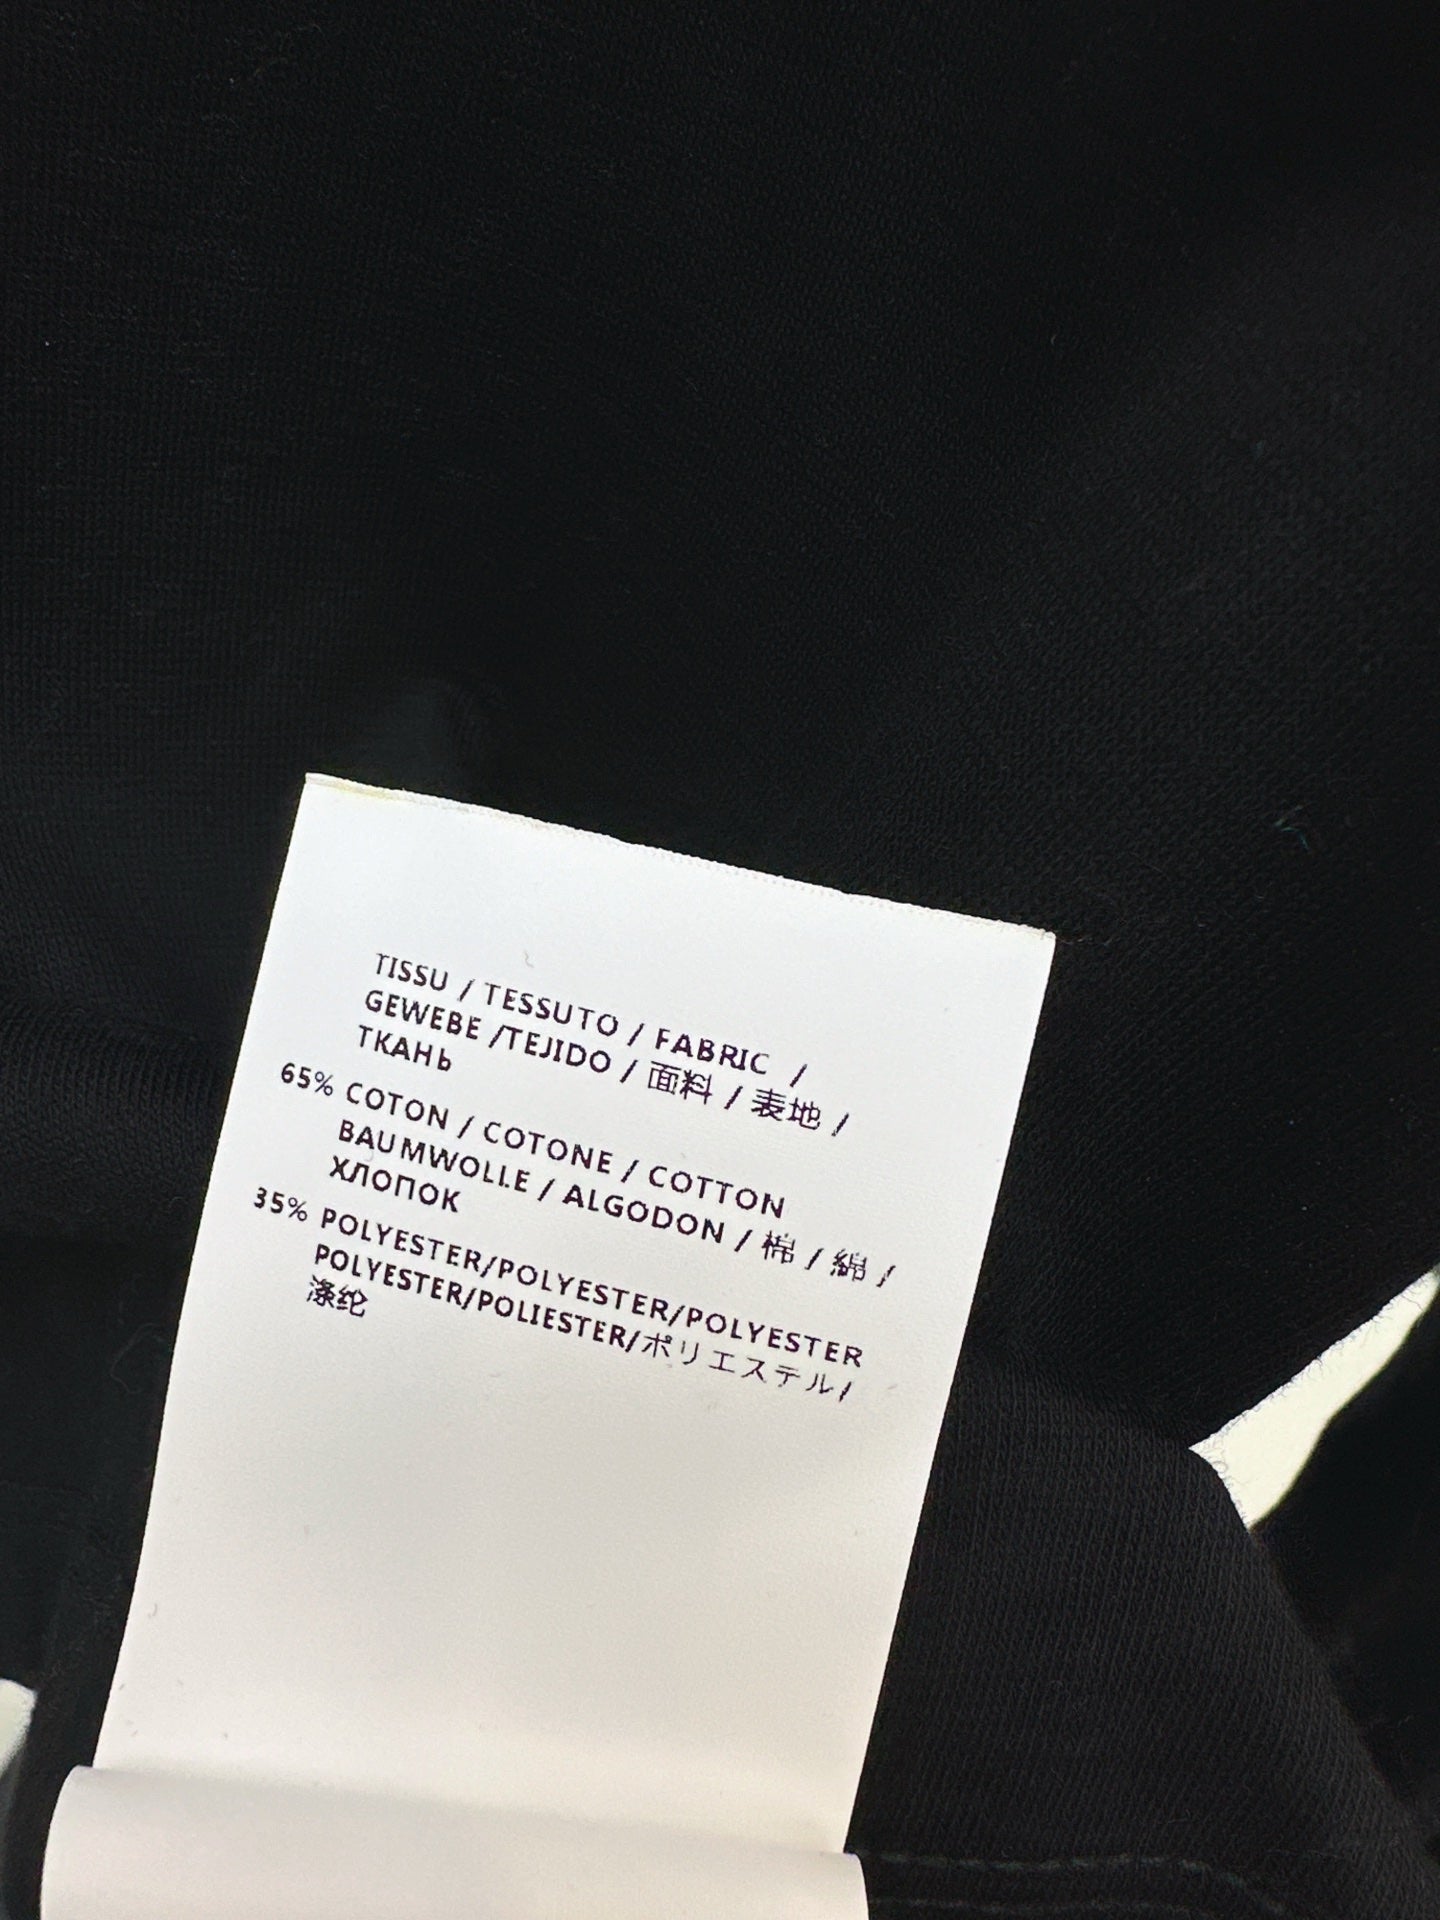 TISSU / TESSUTO / FABRIC /
GEWEBE /TEJIDO / 面料 / 表地 /
ТКАНЬ
65% COTON / COTONE / COTTON
BAUMWOLLE / ALGODON / 棉 / 綿 /
ХЛОПОК
35% POLYESTER/POLYESTER/POLYESTER
POLYESTER/POLIESTER/ポリエステル/
涤纶